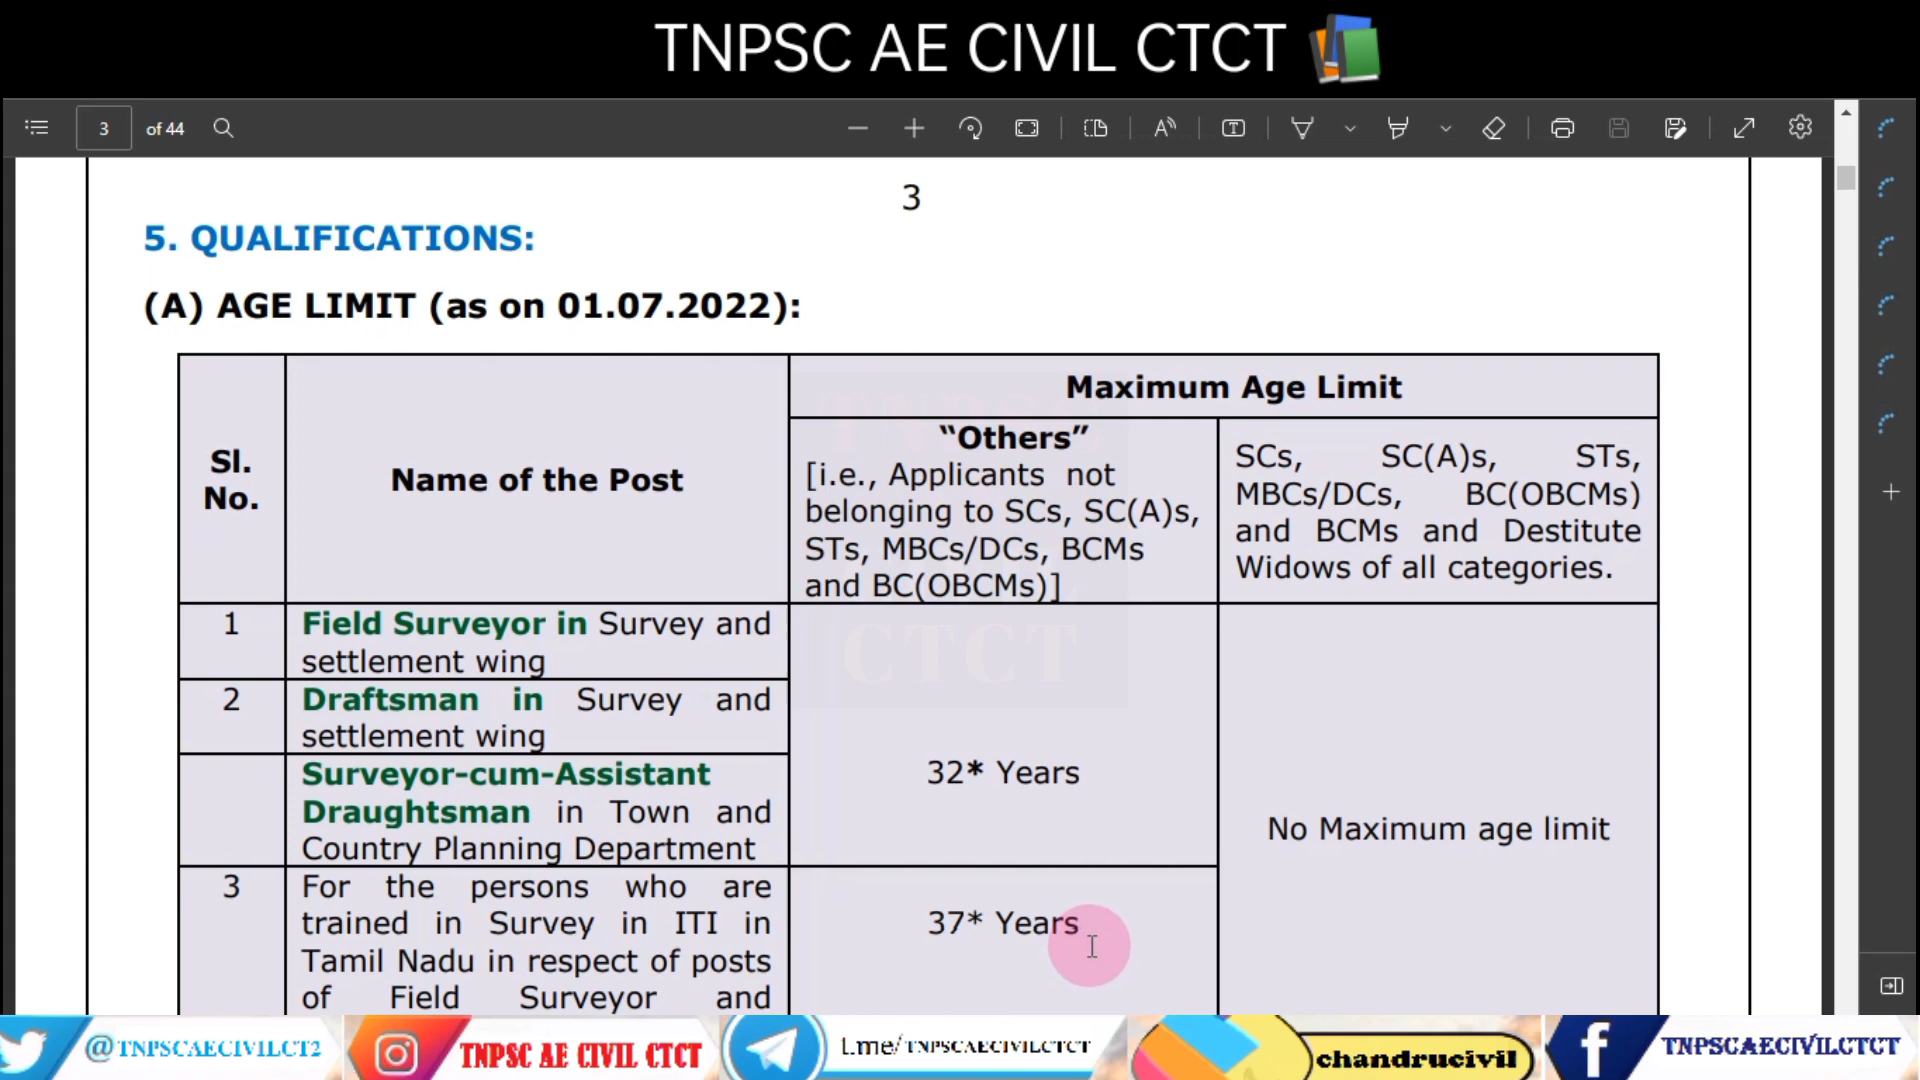 TNPSC AE CIVIL CTCT
3 of 44
3
5. QUALIFICATIONS:
(A) AGE LIMIT (as on 01.07.2022):
Sl.
No.
Name of the Post
Maximum Age Limit
“Others”
[i.e., Applicants not
belonging to SCs, SC(A)s,
STs, MBCs/DCs, BCMs
and BC(OBCMs)]
SCs, SC(A)s, STs,
MBCs/DCs, BC(OBCMs)
and BCMs and Destitute
Widows of all categories.
1
Field Surveyor in Survey and
settlement wing
2
Draftsman in Survey and
settlement wing
Surveyor-cum-Assistant
Draughtsman in Town and
Country Planning Department
32* Years
No Maximum age limit
3
For the persons who are
trained in Survey in ITI in
Tamil Nadu in respect of posts
of Field Surveyor and
37* Years
TNPSC
CTCT
@TNPSCAECIVILCT2
TNPSC AE CIVIL CTCT
t.me/TNPSCAECIVILCTCT
chandrucivil
TNPSCAECIVILCTCT